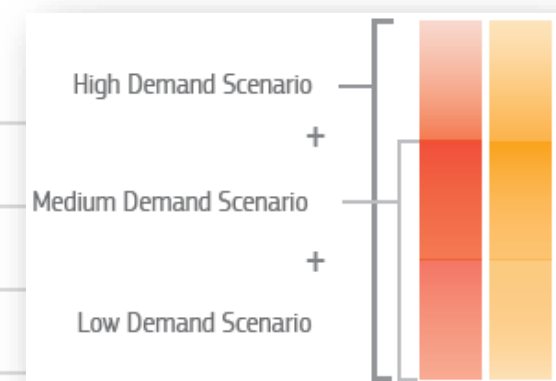 High Demand Scenario
+
Medium Demand Scenario
+
Low Demand Scenario